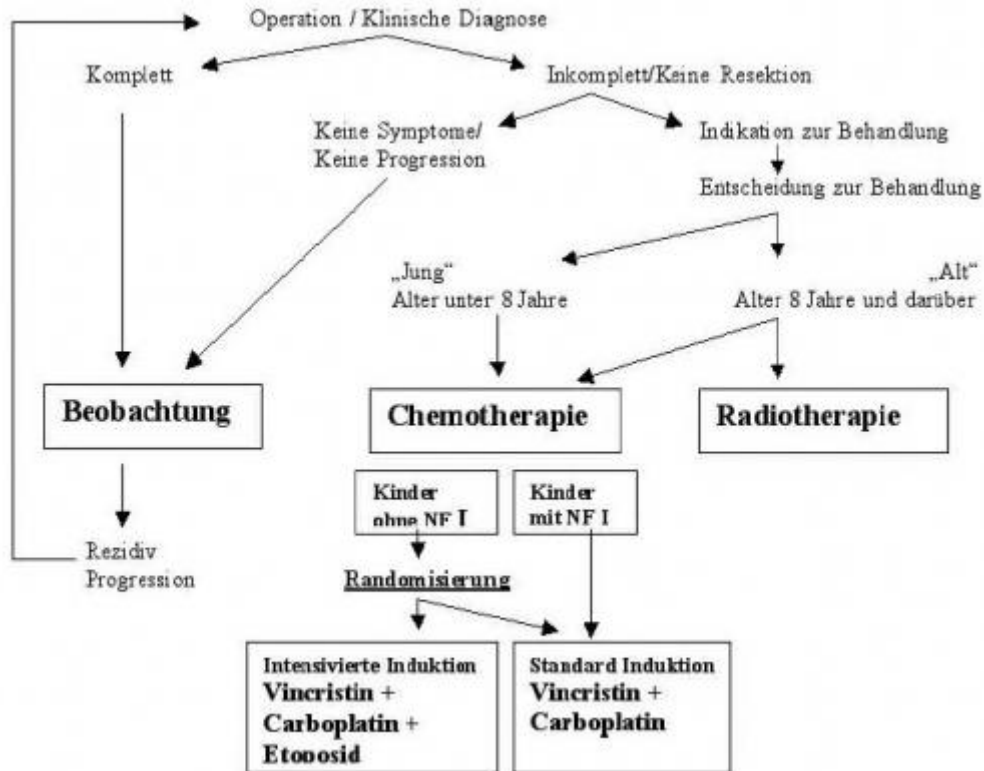 Operation / Klinische Diagnose
Komplett
Inkomplett/Keine Resektion
Keine Symptome/
Keine Progression
Indikation zur Behandlung
Entscheidung zur Behandlung
„Jung“
Alter unter 8 Jahre
„Alt“
Alter 8 Jahre und darüber
Beobachtung
Chemotherapie
Radiotherapie
Kinder
ohne NF I
Kinder
mit NF I
Rezidiv
Progression
Randomisierung
Intensivierte Induktion
Vincristin +
Carboplatin +
Etoposid
Standard Induktion
Vincristin +
Carboplatin